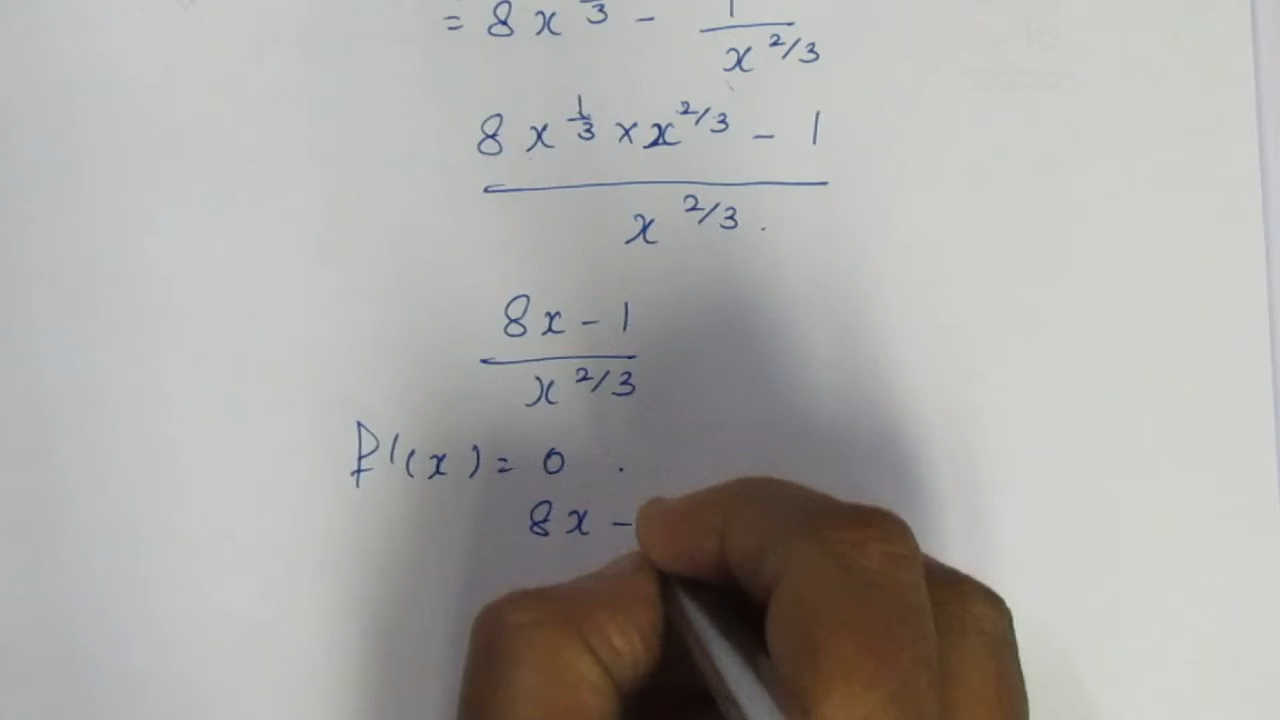 = 8x^1/3 - 1/x^2/3
8x^1/3 × x^2/3 - 1
x^2/3.
8x - 1
x^2/3
f'(x) = 0.
8x -